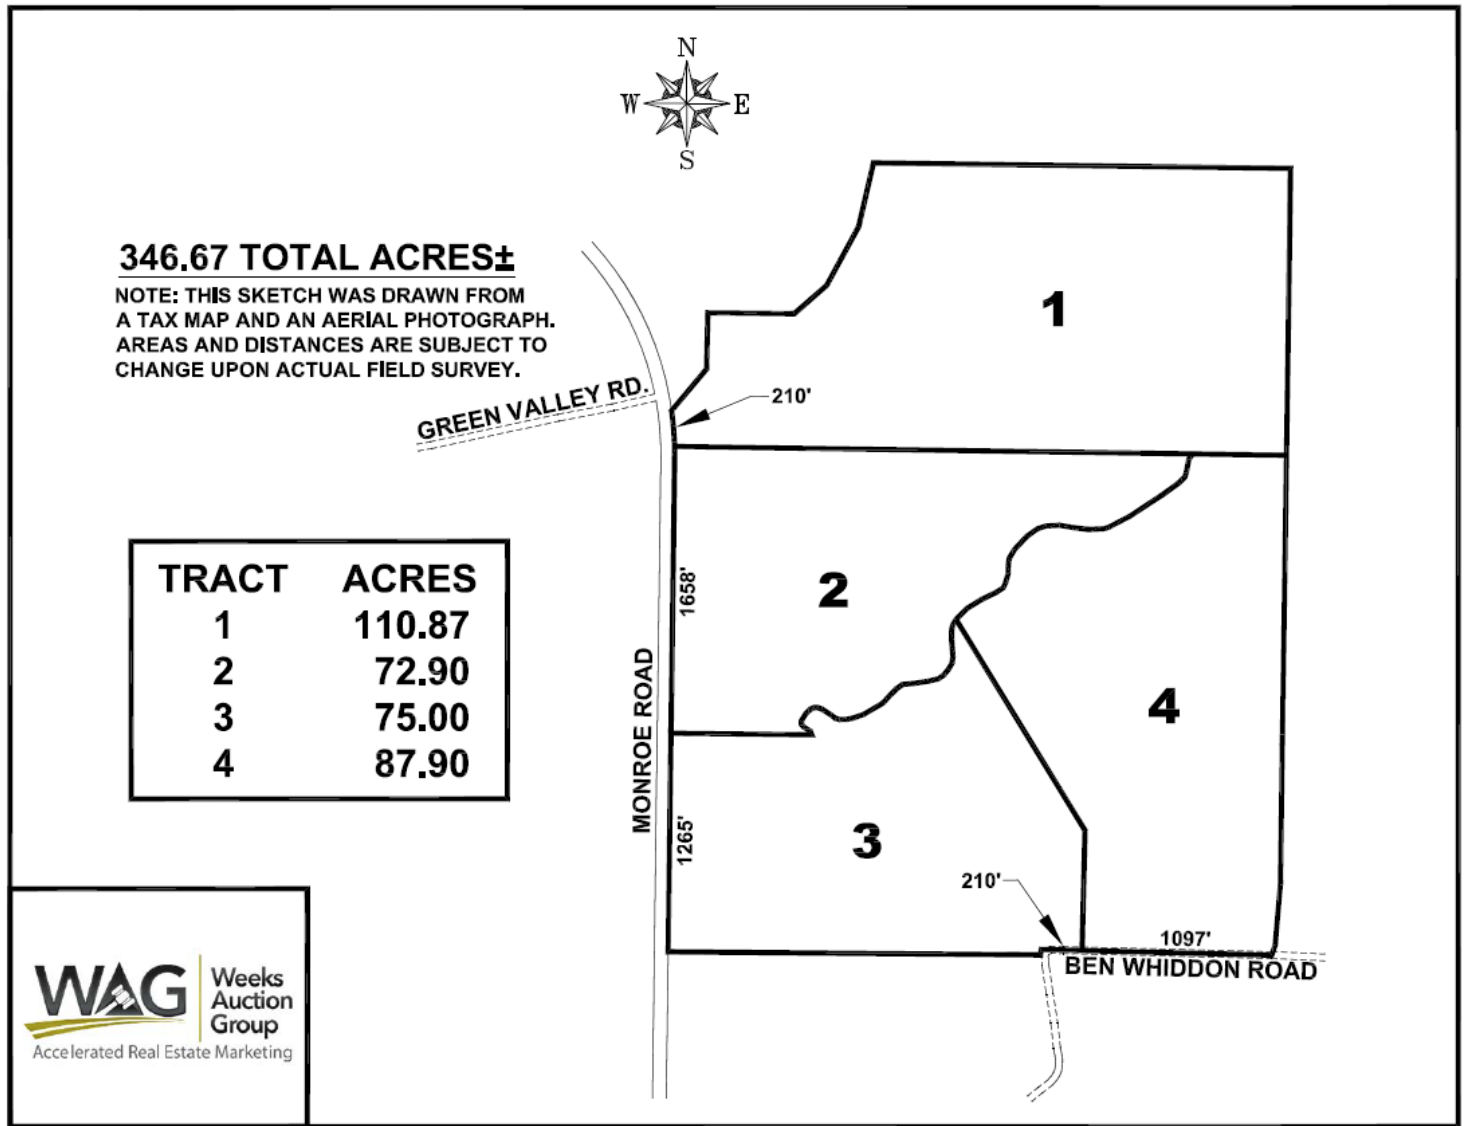 N
W E
S
346.67 TOTAL ACRES±
NOTE: THIS SKETCH WAS DRAWN FROM
A TAX MAP AND AN AERIAL PHOTOGRAPH.
AREAS AND DISTANCES ARE SUBJECT TO
CHANGE UPON ACTUAL FIELD SURVEY.
1
GREEN VALLEY RD.
210'
TRACT ACRES
1 110.87
2 72.90
3 75.00
4 87.90
1658'
2
MONROE ROAD
4
1265'
3
210'
1097'
BEN WHIDDON ROAD
WAG
Weeks
Auction
Group
Accelerated Real Estate Marketing